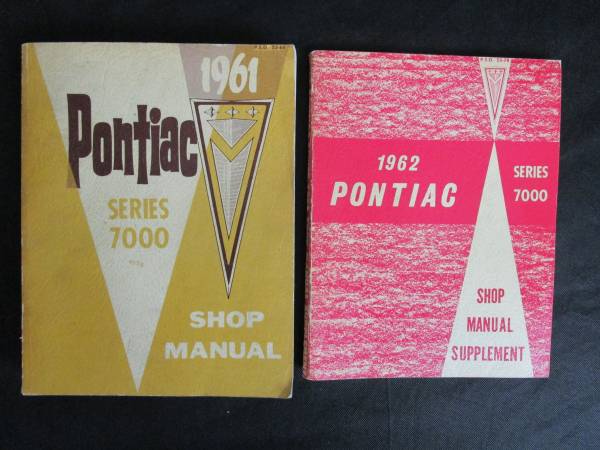 1961
Pontiac
SERIES
7000
SHOP
MANUAL
1962
PONTIAC
SERIES
7000
SHOP
MANUAL
SUPPLEMENT